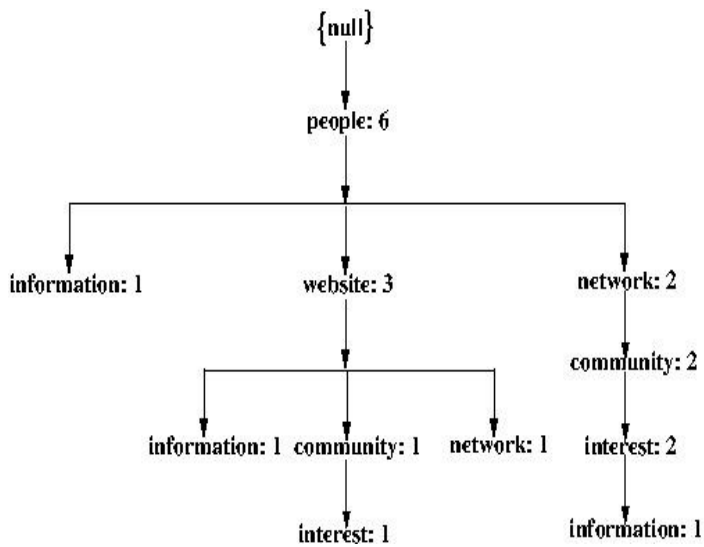 {null}
people: 6
information: 1
website: 3
network: 2
community: 2
information: 1
community: 1
network: 1
interest: 2
interest: 1
information: 1